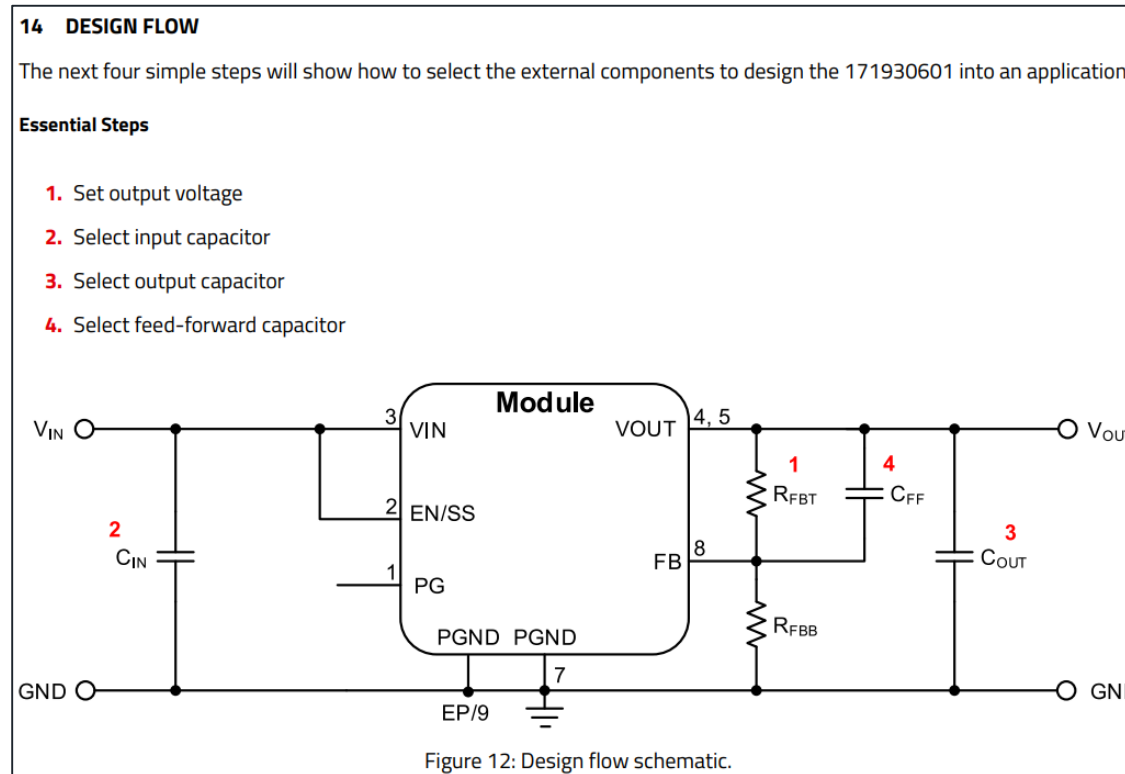 14 DESIGN FLOW
The next four simple steps will show how to select the external components to design the 171930601 into an application
Essential Steps
1. Set output voltage
2. Select input capacitor
3. Select output capacitor
4. Select feed-forward capacitor
Module
VIN
3
VIN
VOUT
4, 5
VOU
1
RFBT
4
CFF
2
EN/SS
2
CIN
3
COUT
FB
8
1
PG
RFBB
PGND PGND
7
GND
EP/9
GN
Figure 12: Design flow schematic.